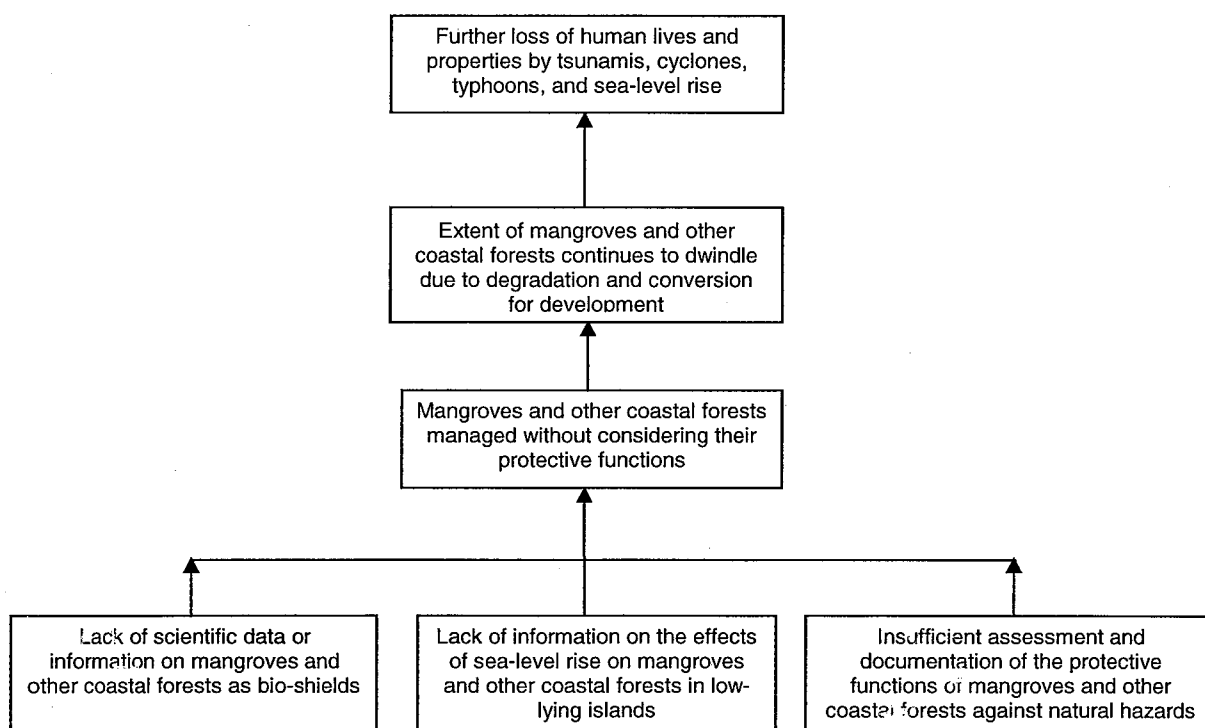 Further loss of human lives and
properties by tsunamis, cyclones,
typhoons, and sea-level rise
Extent of mangroves and other
coastal forests continues to dwindle
due to degradation and conversion
for development
Mangroves and other coastal forests
managed without considering their
protective functions
Lack of scientific data or
information on mangroves and
other coastal forests as bio-shields
Lack of information on the effects
of sea-level rise on mangroves
and other coastal forests in low-
lying islands
Insufficient assessment and
documentation of the protective
functions of mangroves and other
coastal forests against natural hazards